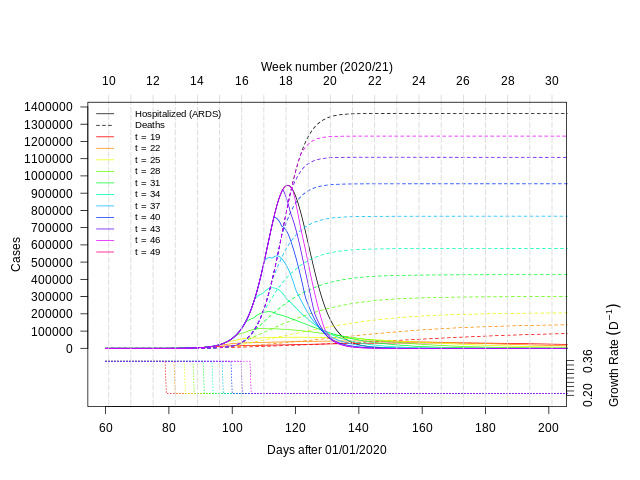 Week number (2020/21)
10 12 14 16 18 20 22 24 26 28 30
1400000
1300000
1200000
1100000
1000000
900000
800000
700000
600000
500000
400000
300000
200000
100000
0
Cases
Hospitalized (ARDS)
Deaths
t = 19
t = 22
t = 25
t = 28
t = 31
t = 34
t = 37
t = 40
t = 43
t = 46
t = 49
0.36
0.20
Growth Rate (D⁻¹)
60 80 100 120 140 160 180 200
Days after 01/01/2020